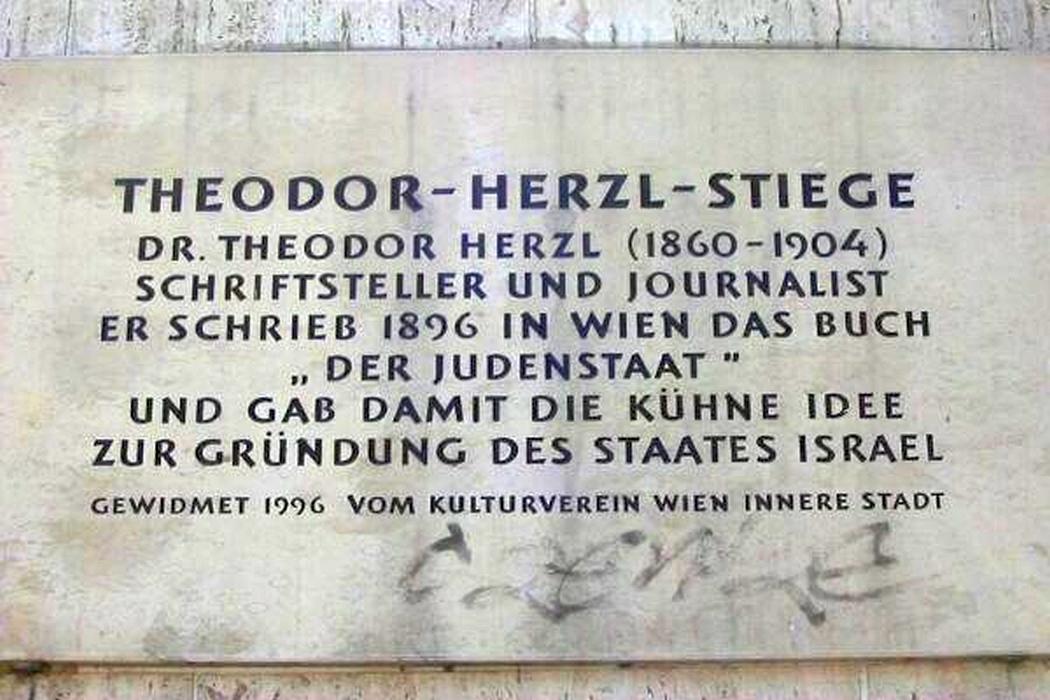 THEODOR-HERZL-STIEGE
DR. THEODOR HERZL (1860-1904)
SCHRIFTSTELLER UND JOURNALIST
ER SCHRIEB 1896 IN WIEN DAS BUCH
„DER JUDENSTAAT"
UND GAB DAMIT DIE KÜHNE IDEE
ZUR GRÜNDUNG DES STAATES ISRAEL
GEWIDMET 1996 VOM KULTURVEREIN WIEN INNERE STADT